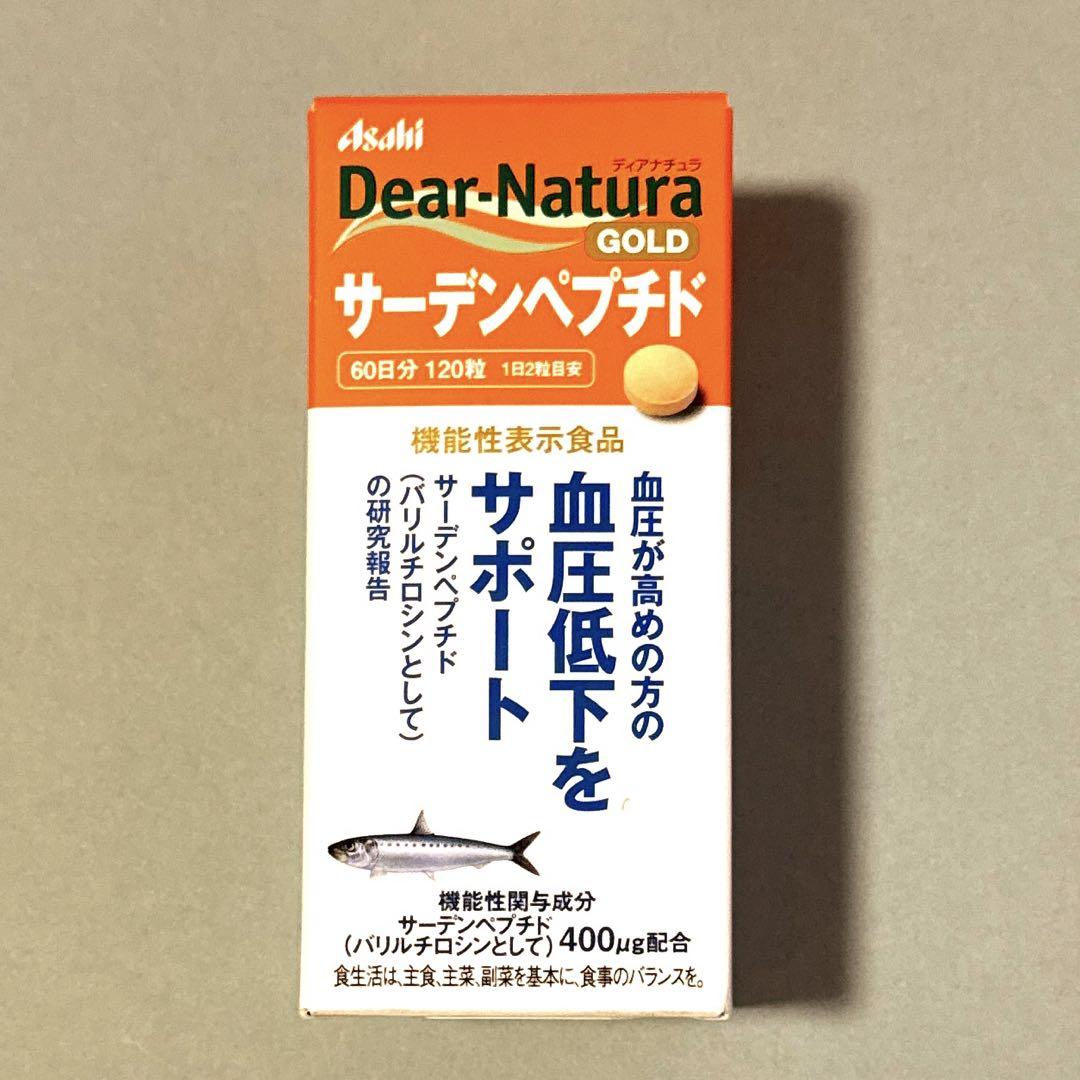 Asahi
ディアナチュラ
Dear-Natura
GOLD
サーデンペプチド
60日分 120粒 1日2粒目安
機能性表示食品
血圧が高めの方の
血圧低下を
サポート
サーデンペプチド
(バリルチロシンとして)
の研究報告
機能性関与成分
サーデンペプチド
(バリルチロシンとして) 400μg配合
食生活は、主食、主菜、副菜を基本に、食事のバランスを。